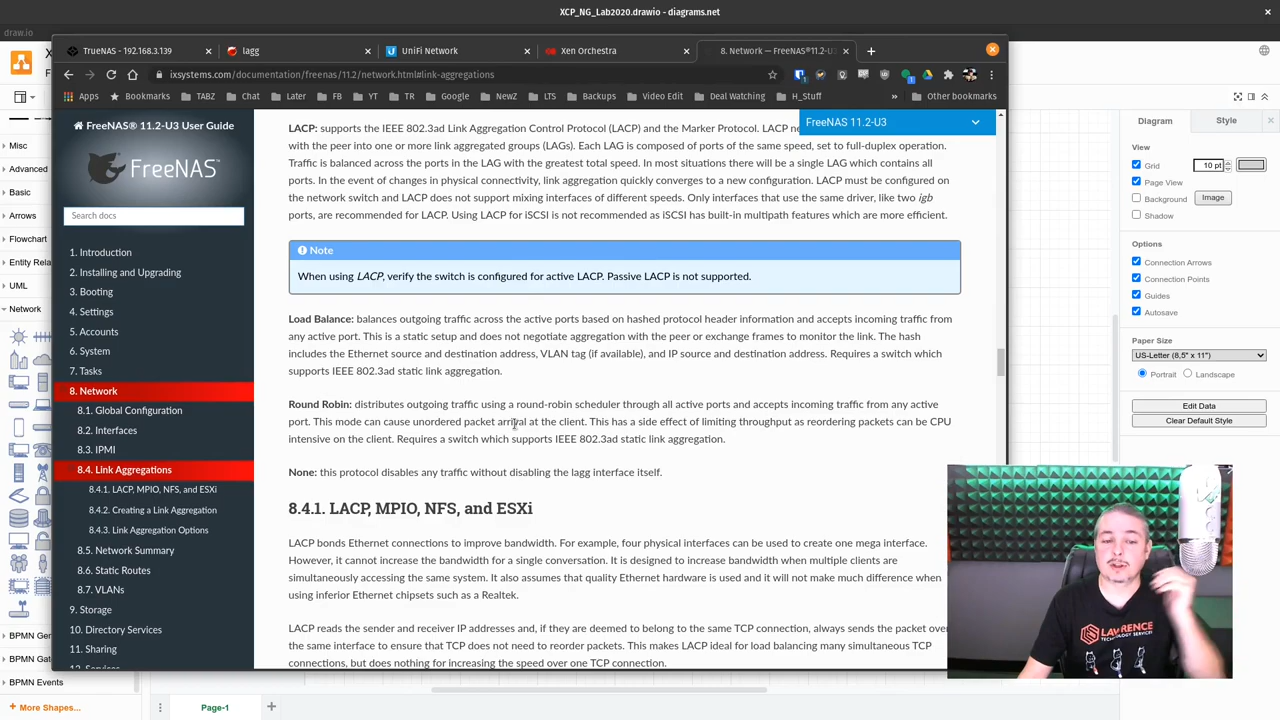 XCP_NG_Lab2020.drawio - diagrams.net
draw.io
TrueNAS - 192.168.3.139
lagg
UniFi Network
Xen Orchestra
8. Network — FreeNAS®11.2-U3
ixsystems.com/documentation/freenas/11.2/network.html#link-aggregations
Apps
Bookmarks
TABZ
Chat
Later
FB
YT
TR
Google
NewZ
LTS
Backups
Video Edit
Deal Watching
H_Stuff
»
Other bookmarks
FreeNAS® 11.2-U3 User Guide
FreeNAS
Search docs
1. Introduction
2. Installing and Upgrading
3. Booting
4. Settings
5. Accounts
6. System
7. Tasks
8. Network
8.1. Global Configuration
8.2. Interfaces
8.3. IPMI
8.4. Link Aggregations
8.4.1. LACP, MPIO, NFS, and ESXi
8.4.2. Creating a Link Aggregation
8.4.3. Link Aggregation Options
8.5. Network Summary
8.6. Static Routes
8.7. VLANs
9. Storage
10. Directory Services
11. Sharing
12. Services
FreeNAS 11.2-U3
LACP: supports the IEEE 802.3ad Link Aggregation Control Protocol (LACP) and the Marker Protocol. LACP
with the peer into one or more link aggregated groups (LAGs). Each LAG is composed of ports of the same speed, set to full-duplex operation.
Traffic is balanced across the ports in the LAG with the greatest total speed. In most situations there will be a single LAG which contains all
ports. In the event of changes in physical connectivity, link aggregation quickly converges to a new configuration. LACP must be configured on
the network switch and LACP does not support mixing interfaces of different speeds. Only interfaces that use the same driver, like two igb
ports, are recommended for LACP. Using LACP for iSCSI is not recommended as iSCSI has built-in multipath features which are more efficient.
Note
When using LACP, verify the switch is configured for active LACP. Passive LACP is not supported.
Load Balance: balances outgoing traffic across the active ports based on hashed protocol header information and accepts incoming traffic from
any active port. This is a static setup and does not negotiate aggregation with the peer or exchange frames to monitor the link. The hash
includes the Ethernet source and destination address, VLAN tag (if available), and IP source and destination address. Requires a switch which
supports IEEE 802.3ad static link aggregation.
Round Robin: distributes outgoing traffic using a round-robin scheduler through all active ports and accepts incoming traffic from any active
port. This mode can cause unordered packet arrival at the client. This has a side effect of limiting throughput as reordering packets can be CPU
intensive on the client. Requires a switch which supports IEEE 802.3ad static link aggregation.
None: this protocol disables any traffic without disabling the lagg interface itself.
8.4.1. LACP, MPIO, NFS, and ESXi
LACP bonds Ethernet connections to improve bandwidth. For example, four physical interfaces can be used to create one mega interface.
However, it cannot increase the bandwidth for a single conversation. It is designed to increase bandwidth when multiple clients are
simultaneously accessing the same system. It also assumes that quality Ethernet hardware is used and it will not make much difference when
using inferior Ethernet chipsets such as a Realtek.
LACP reads the sender and receiver IP addresses and, if they are deemed to belong to the same TCP connection, always sends the packet over
the same interface to ensure that TCP does not need to reorder packets. This makes LACP ideal for load balancing many simultaneous TCP
connections, but does nothing for increasing the speed over one TCP connection.
Misc
Advanced
Basic
Arrows
Flowchart
Entity Rela
UML
Network
BPMN Gen
BPMN Gat
BPMN Events
More Shapes...
Page-1
Diagram
Style
View
Grid
10 pt
Page View
Background
Image
Shadow
Options
Connection Arrows
Connection Points
Guides
Autosave
Paper Size
US-Letter (8,5" x 11")
Portrait
Landscape
Edit Data
Clear Default Style
LAWRENCE
TECHNOLOGY SERVICES